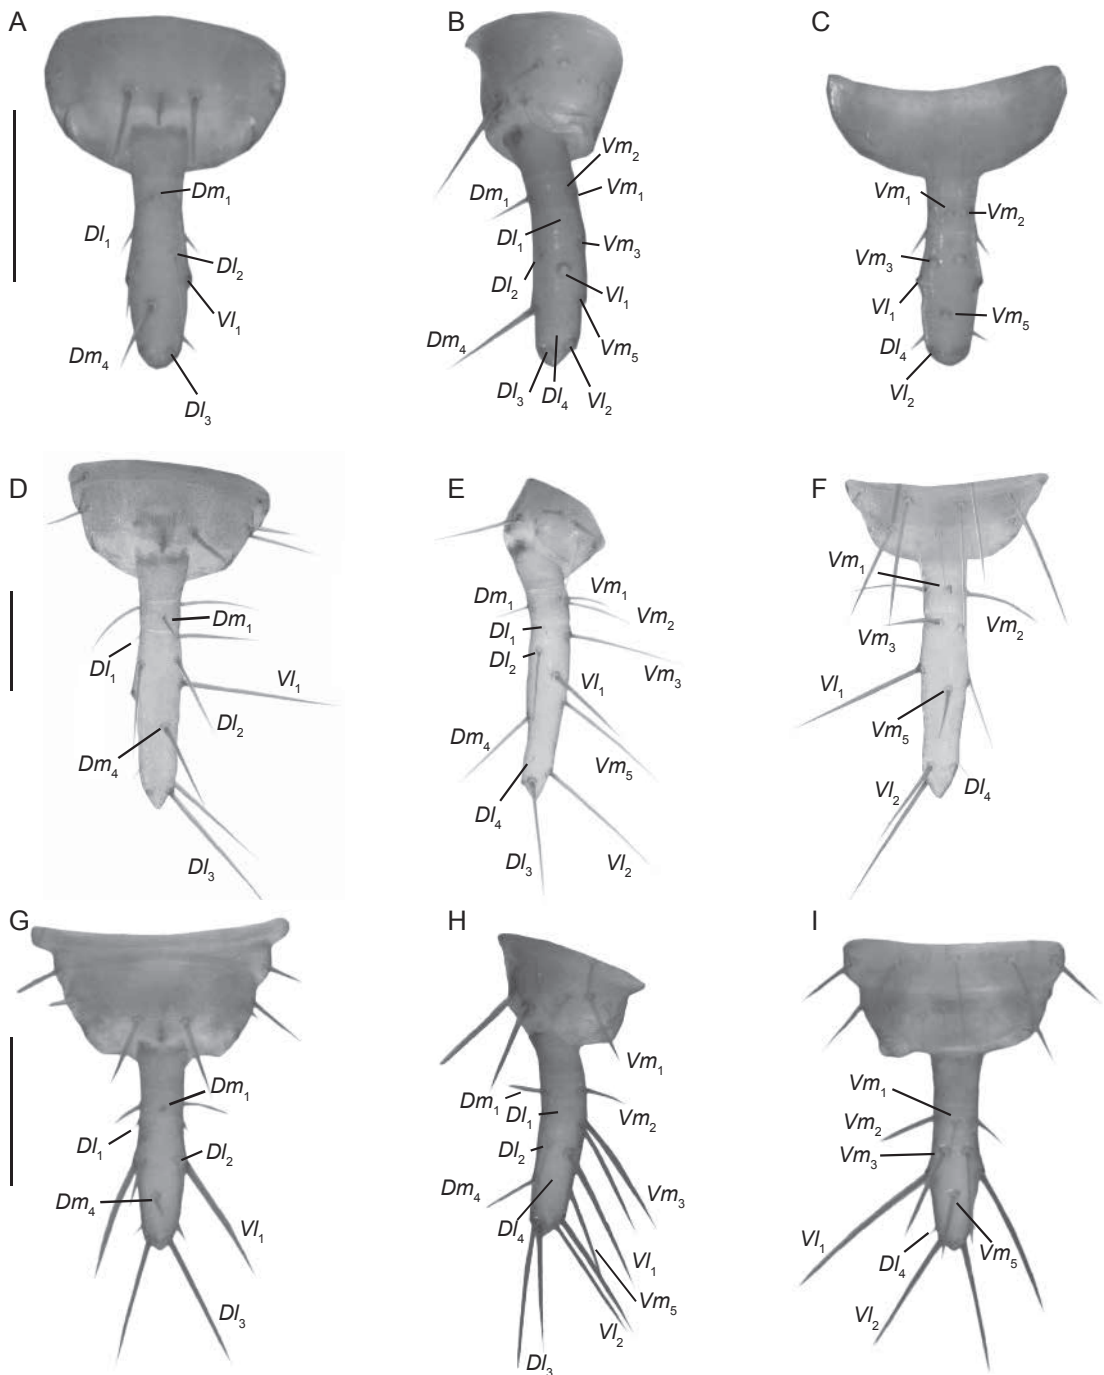 A
Dm₁
Dl₁
Dl₂
Vl₁
Dm₄
Dl₃
B
Vm₂
Vm₁
Dm₁
Dl₁
Vm₃
Dl₂
Vl₁
Dm₄
Vm₅
Dl₃
Dl₄
Vl₂
C
Vm₁
Vm₂
Vm₃
Vl₁
Vm₅
Dl₄
Vl₂
D
Dm₁
Dl₁
Vl₁
Dl₂
Dm₄
Dl₃
E
Vm₁
Dm₁
Vm₂
Dl₁
Dl₂
Vm₃
Vl₁
Dm₄
Vm₅
Dl₄
Dl₃
Vl₂
F
Vm₁
Vm₃
Vm₂
Vl₁
Vm₅
Vl₂
Dl₄
G
Dm₁
Dl₁
Dl₂
Dm₄
Vl₁
Dl₃
H
Vm₁
Dm₁
Dl₁
Vm₂
Dl₂
Dm₄
Vm₃
Dl₄
Vl₁
Vm₅
Vl₂
Dl₃
I
Vm₁
Vm₂
Vm₃
Vl₁
Dl₄
Vm₅
Vl₂